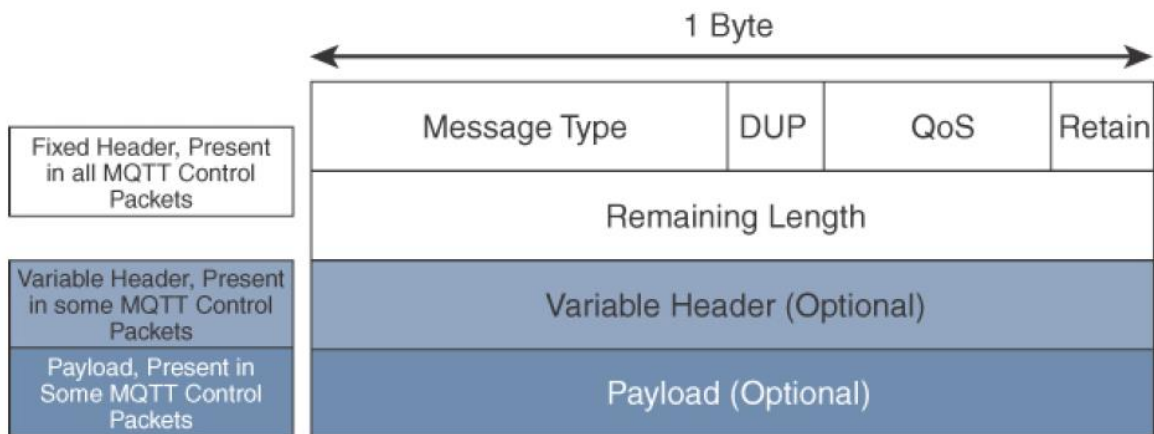 1 Byte
Message Type
DUP
QoS
Retain
Fixed Header, Present
in all MQTT Control
Packets
Remaining Length
Variable Header, Present
in some MQTT Control
Packets
Variable Header (Optional)
Payload, Present in
Some MQTT Control
Packets
Payload (Optional)